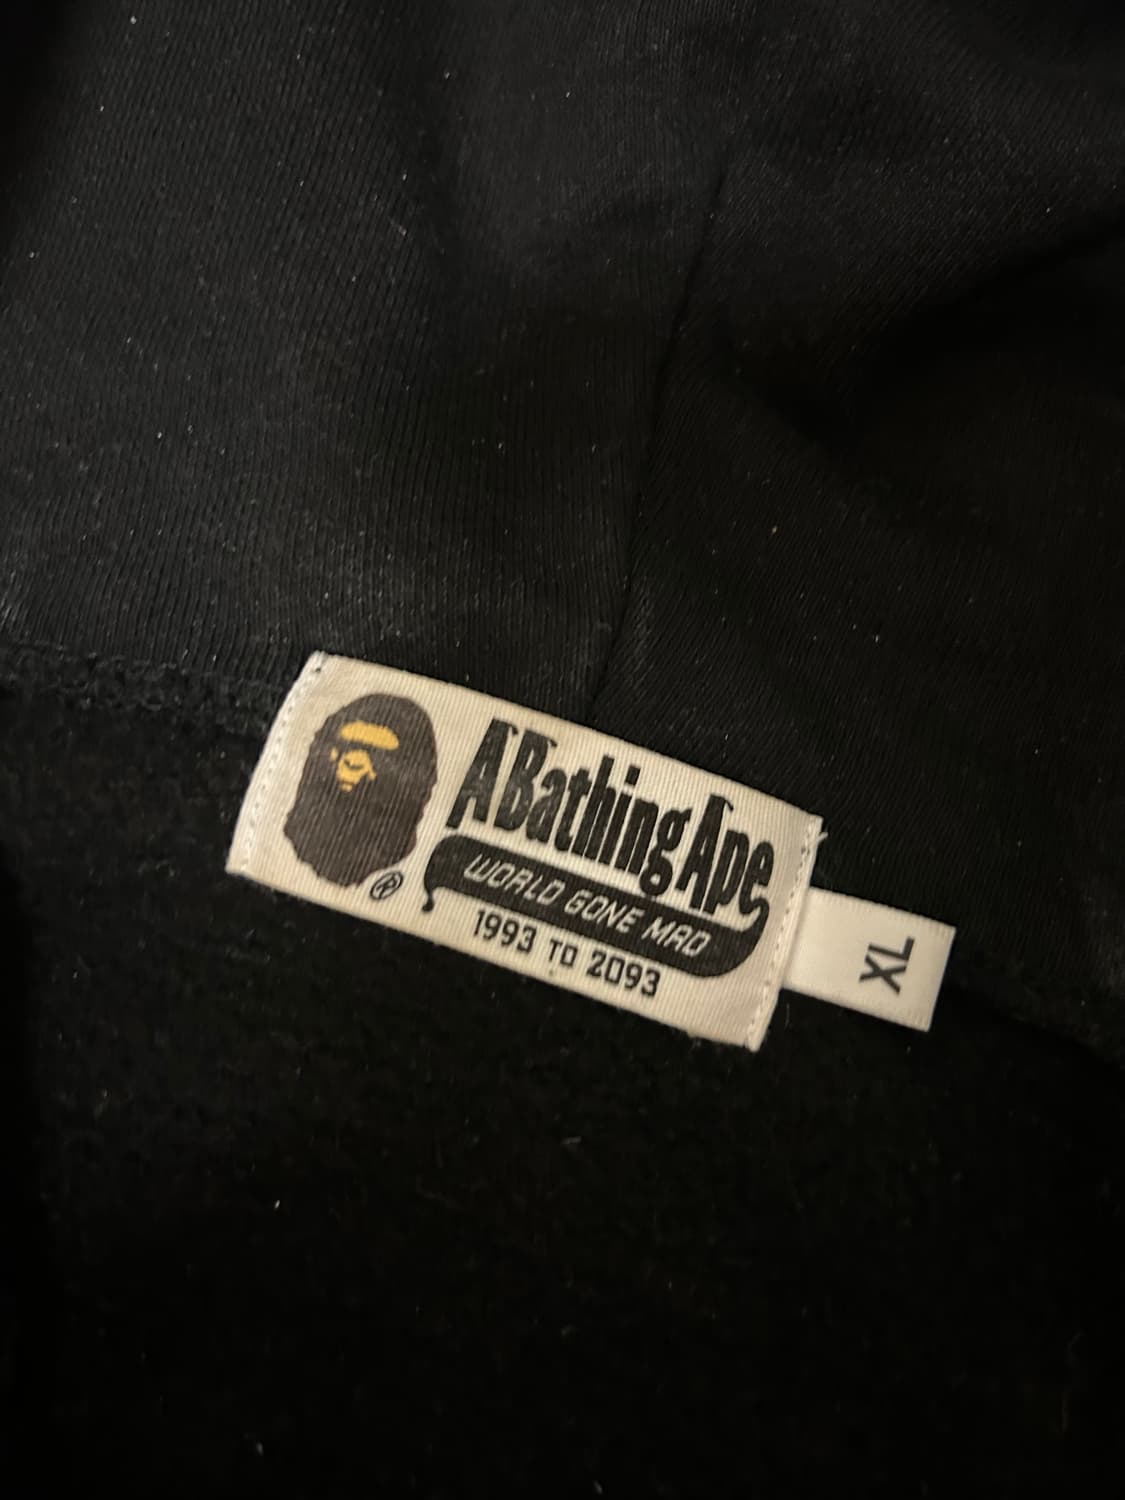 A Bathing Ape
WORLD GONE MAD
1993 TO 2093
®
XL